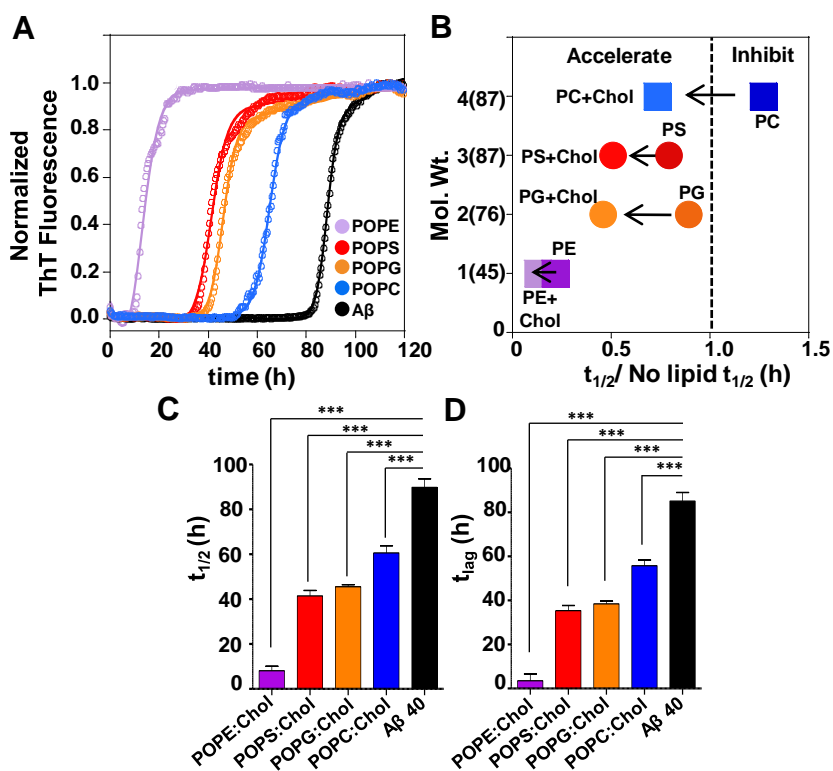 A
Normalized
ThT Fluorescence
1.0
0.8
0.6
0.4
0.2
0.0
0
20
40
60
80
100
120
time (h)
POPE
POPS
POPG
POPC
Aβ
B
Accelerate
Inhibit
Mol. Wt.
4(87)
3(87)
2(76)
1(45)
0
PC+Chol
PC
PS+Chol
PS
PG+Chol
PG
PE
PE+
Chol
0.0
0.5
1.0
1.5
t1/2/ No lipid t1/2 (h)
C
***
***
***
***
t1/2 (h)
100
80
60
40
20
0
POPE:Chol
POPS:Chol
POPG:Chol
POPC:Chol
Aβ 40
D
***
***
***
***
tlag (h)
100
80
60
40
20
0
POPE:Chol
POPS:Chol
POPG:Chol
POPC:Chol
Aβ 40